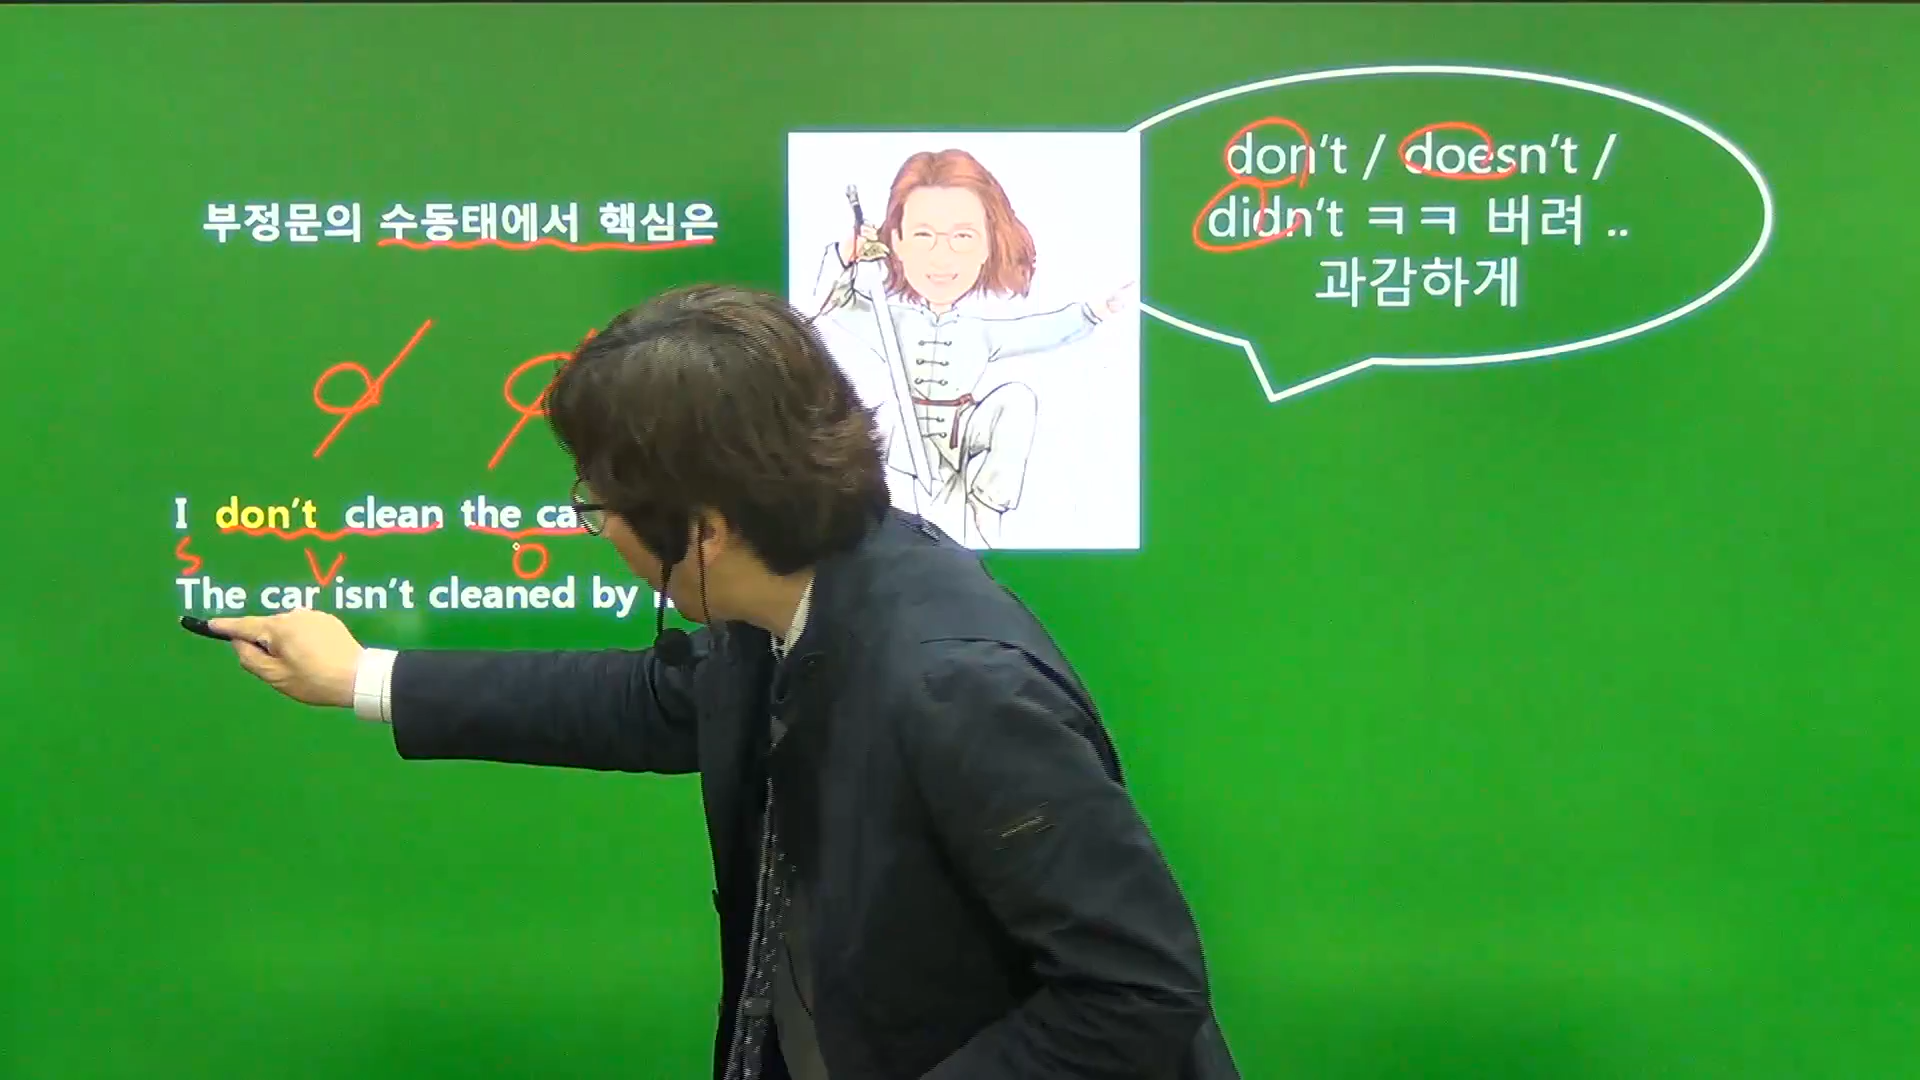 부정문의 수동태에서 핵심은
don't / doesn't /
didn't ㅋㅋ 버려 ..
과감하게
I don't clean the
S V O
The car isn't cleaned by